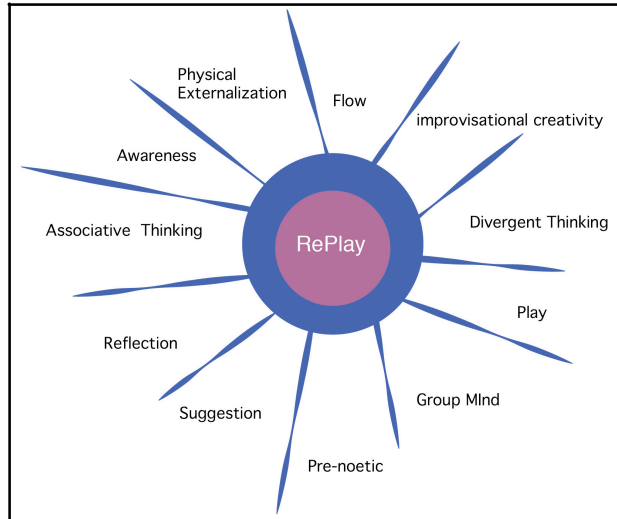 Physical
Externalization
Flow
improvisational creativity
Awareness
Divergent Thinking
Associative Thinking
RePlay
Play
Reflection
Group MInd
Suggestion
Pre-noetic